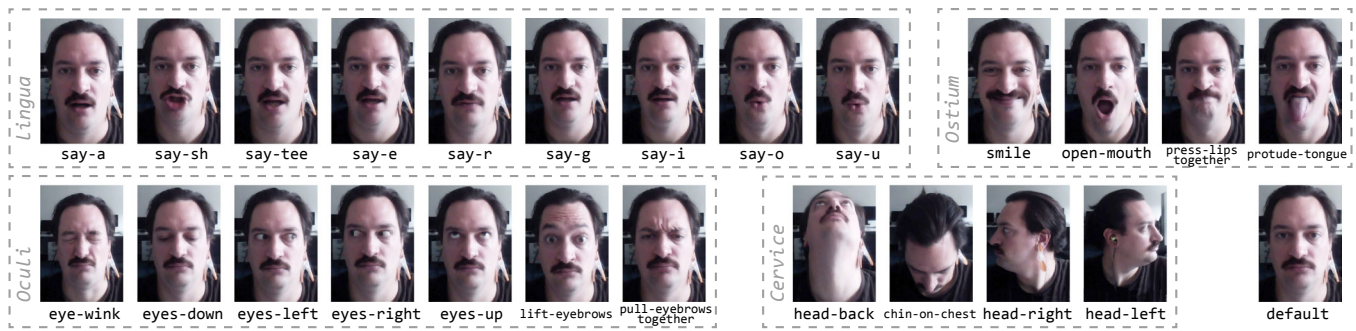 Lingua
say-a say-sh say-tee say-e say-r say-g say-i say-o say-u
Ostium
smile open-mouth press-lips together protude-tongue
Oculi
eye-wink eyes-down eyes-left eyes-right eyes-up lift-eyebrows pull-eyebrows together
Cervice
head-back chin-on-chest head-right head-left
default